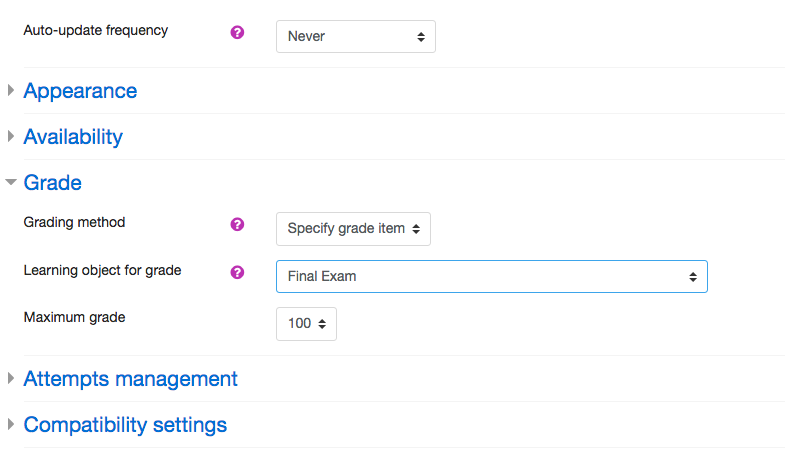 Auto-update frequency ? Never
Appearance
Availability
Grade
Grading method ? Specify grade item
Learning object for grade ? Final Exam
Maximum grade 100
Attempts management
Compatibility settings